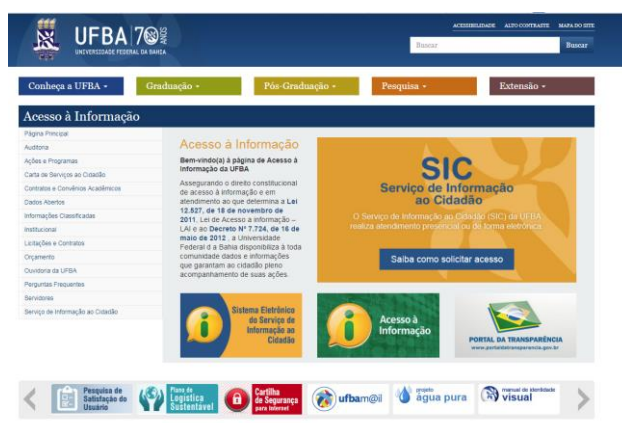 ACESSIBILIDADE ALTO CONTRASTE MAPA DO SITE
UFBA 70
UNIVERSIDADE FEDERAL DA BAHIA
Buscar Buscar
Conheça a UFBA
Graduação
Pós-Graduação
Pesquisa
Extensão
Acesso à Informação
Página Principal
Auditoria
Ações e Programas
Carta de Serviços ao Cidadão
Contratos e Convênios Acadêmicos
Dados Abertos
Informações Classificadas
Institucional
Licitações e Contratos
Orçamento
Ouvidoria da UFBA
Perguntas Frequentes
Servidores
Serviço de Informação ao Cidadão
Acesso à Informação
Bem-vindo(a) à página de Acesso à
Informação da UFBA
Assegurando o direito constitucional
de acesso à informação e em
atendimento ao que determina a Lei
12.527, de 18 de novembro de
2011, Lei de Acesso a informação –
LAI e ao Decreto Nº 7.724, de 16 de
maio de 2012 , a Universidade
Federal d a Bahia disponibiliza à toda
comunidade dados e informações
que garantam ao cidadão pleno
acompanhamento de suas ações.
SIC
Serviço de Informação
ao Cidadão
O Serviço de Informação ao Cidadão (SIC) da UFBA
realiza atendimento presencial ou de forma eletrônica.
Saiba como solicitar acesso
Sistema Eletrônico
do Serviço de
Informação ao
Cidadão
Acesso à
Informação
PORTAL DA TRANSPARÊNCIA
www.portaldatransparencia.gov.br
Pesquisa de
Satisfação do
Usuário
Plano de
Logística
Sustentável
Cartilha
de Segurança
para Internet
ufbam@il
projeto
água pura
manual de identidade
visual